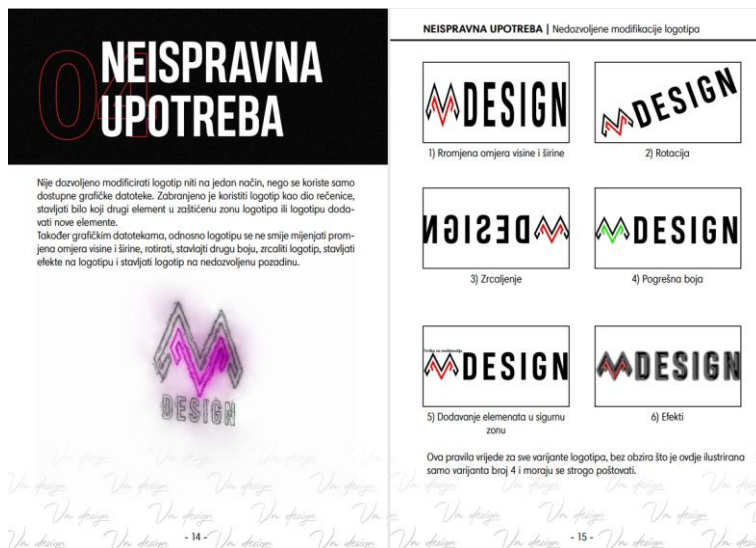 04
NEISPRAVNA
UPOTREBA
Nije dozvoljeno modificirati logotip niti na jedan način, nego se koriste samo
dostupne grafičke datoteke. Zabranjeno je koristiti logotip kao dio rečenice,
stavljati bilo koji drugi element u zaštićenu zonu logotipa ili logotipu doda-
vati nove elemente.
Također grafičkim datotekama, odnosno logotipu se ne smije mijenjati prom-
jena omjera visine i širine, rotirati, stavlajti drugu boju, zrcaliti logotip, stavljati
efekte na logotipu i stavljati logotip na nedozvoljenu pozadinu.
DESIGN
- 14 -
NEISPRAVNA UPOTREBA | Nedozvoljene modifikacije logotipa
DESIGN
1) Rromjena omjera visine i širine
DESIGN
2) Rotacija
DESIGN
3) Zrcaljenje
DESIGN
4) Pogrešna boja
DESIGN
5) Dodavanje elemenata u sigurnu
zonu
DESIGN
6) Efekti
Ova pravila vrijede za sve varijante logotipa, bez obzira što je ovdje ilustrirana
samo varijanta broj 4 i moraju se strogo poštovati.
- 15 -